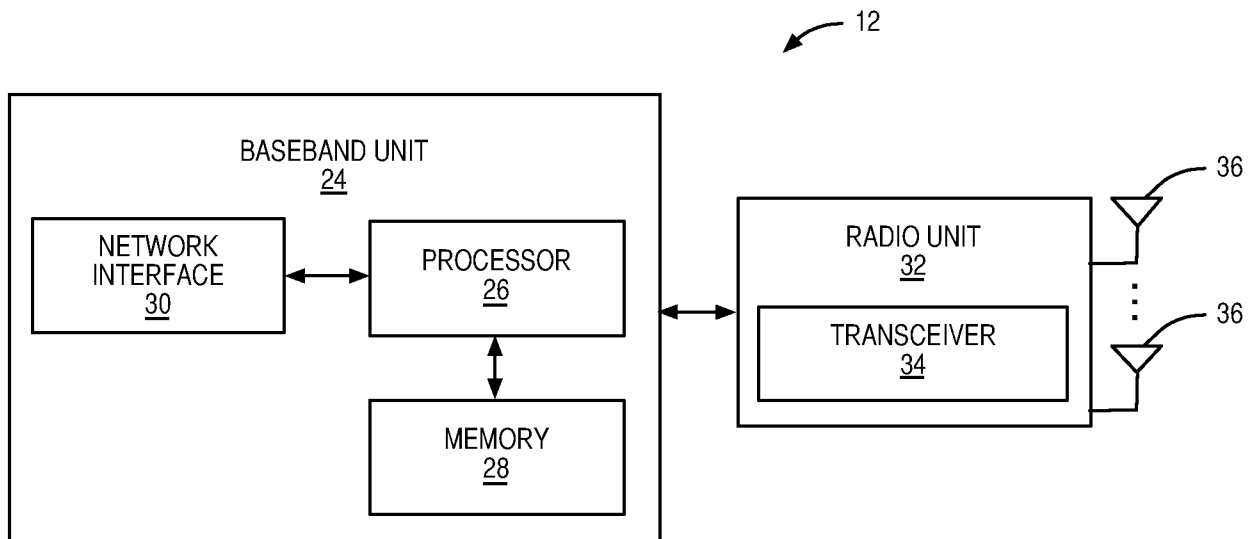 12
BASEBAND UNIT
24
NETWORK
INTERFACE
30
PROCESSOR
26
MEMORY
28
RADIO UNIT
32
TRANSCEIVER
34
36
36